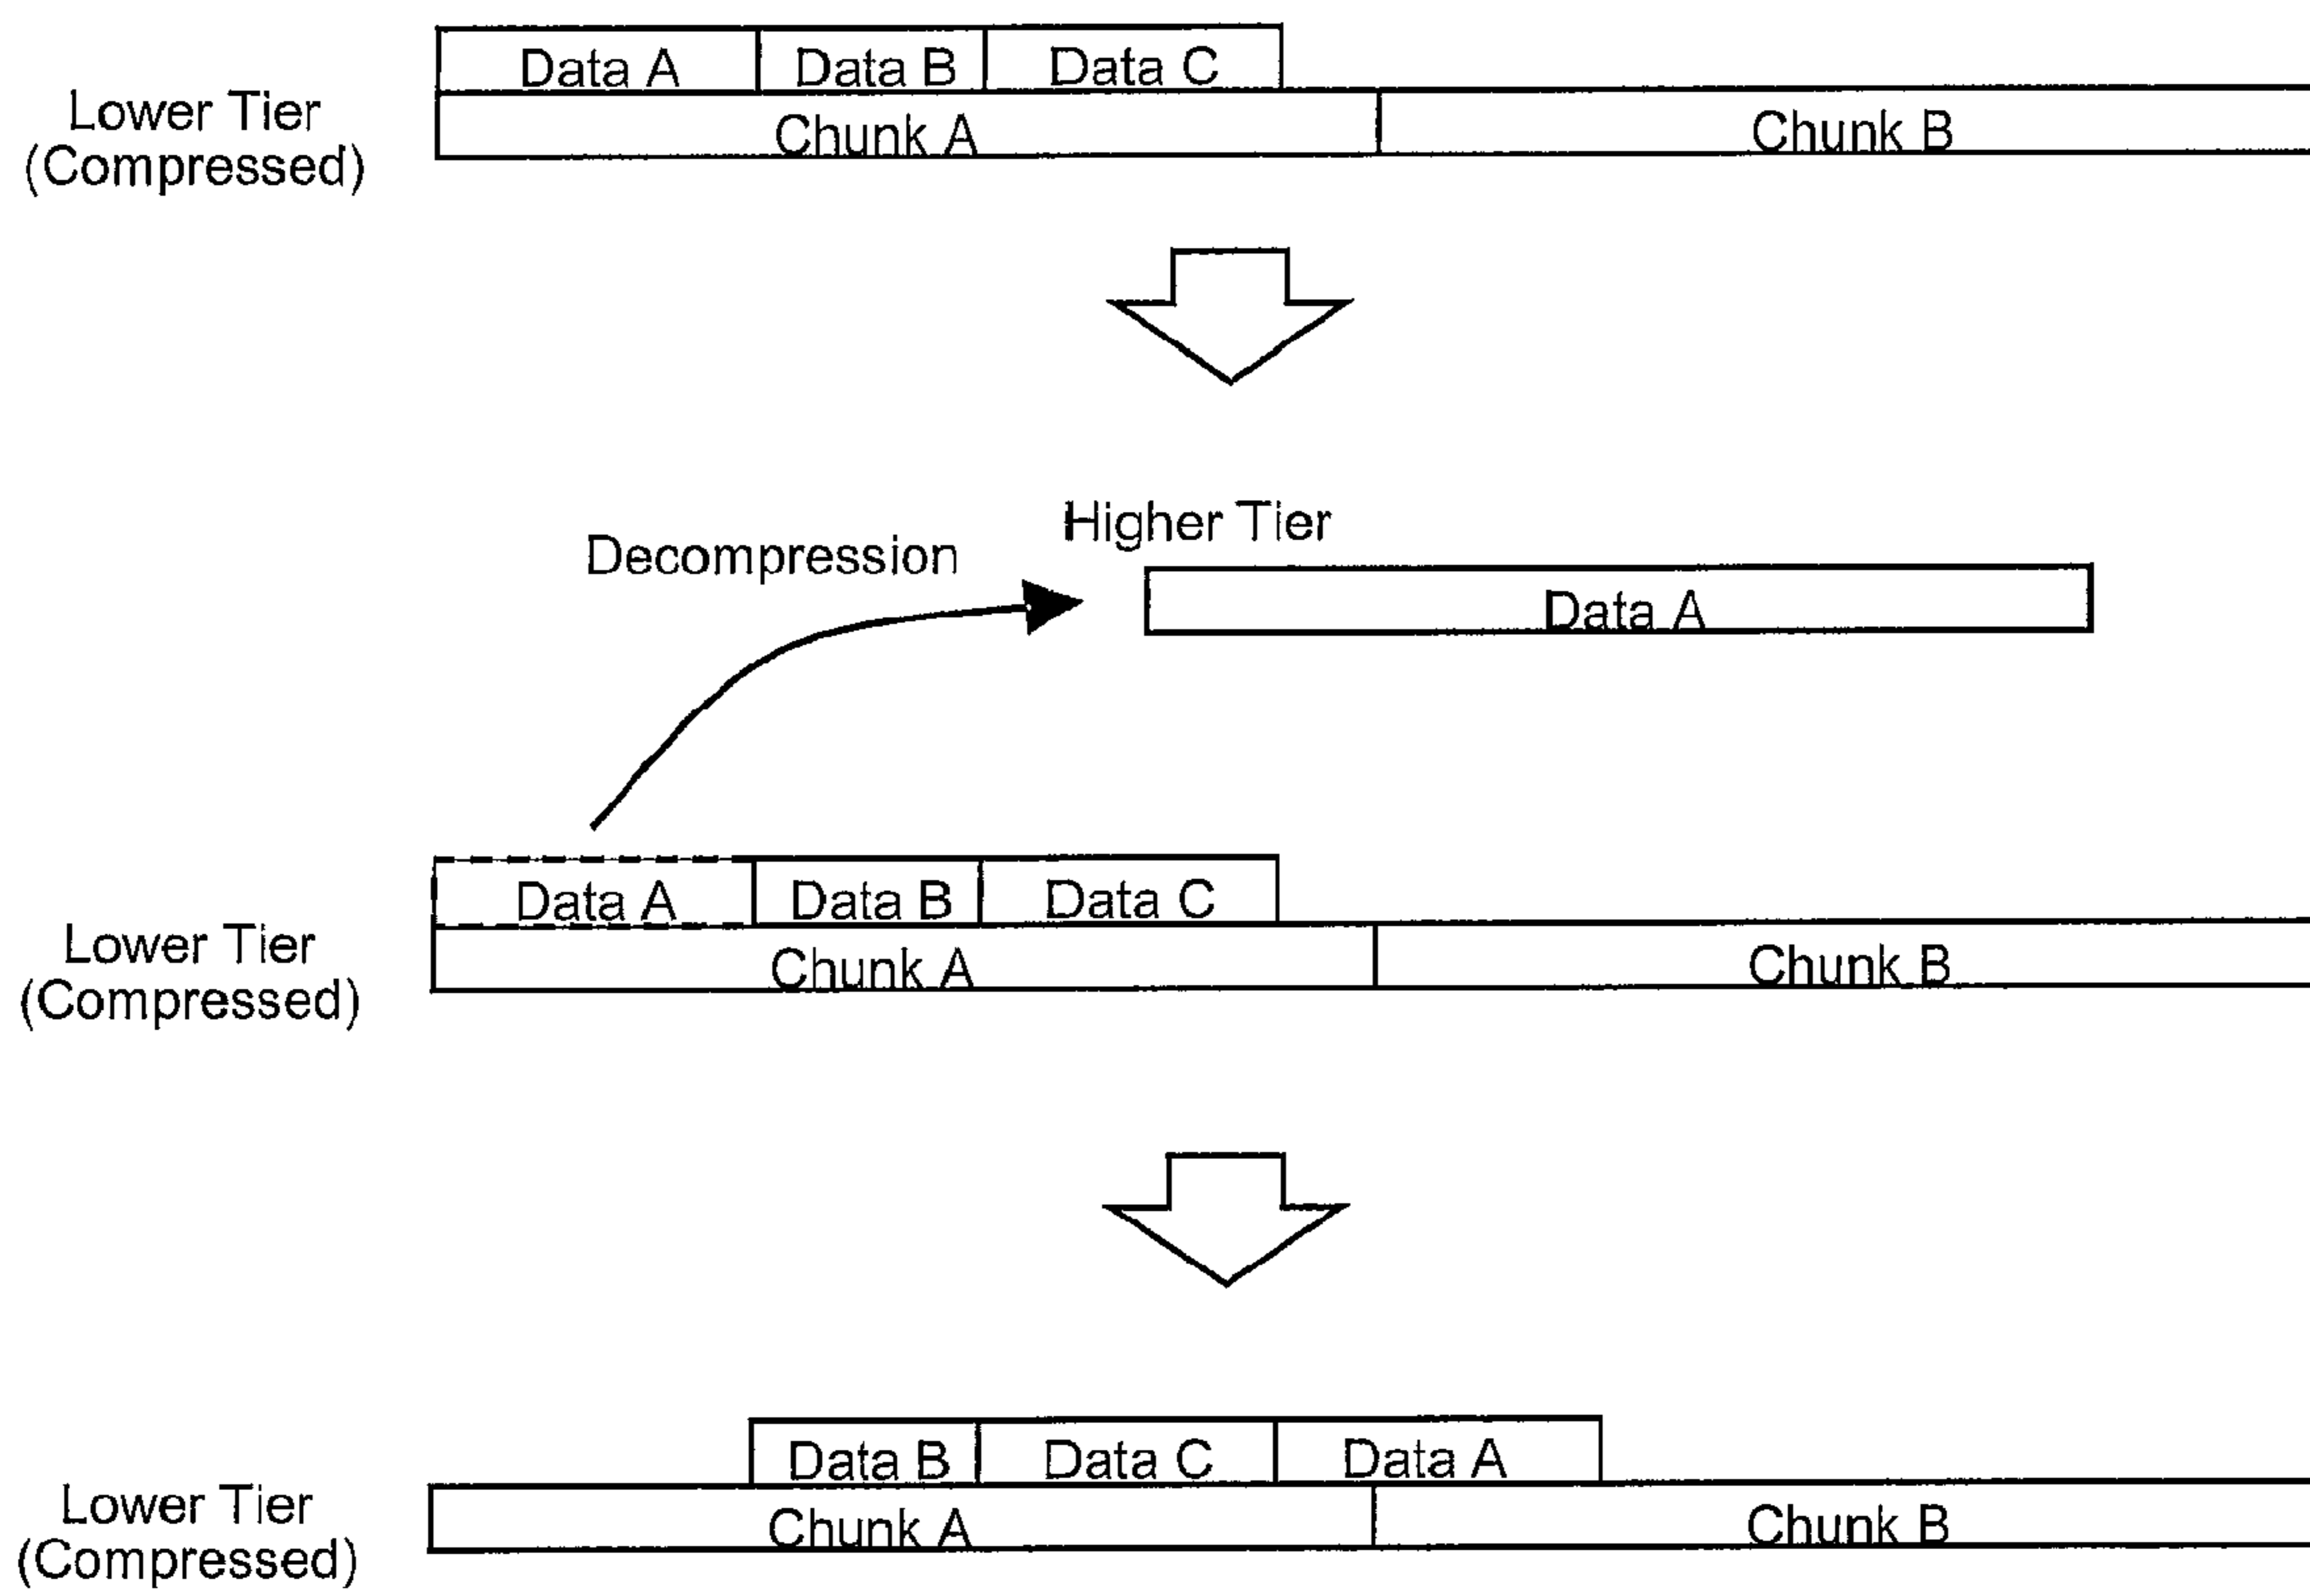 Data A Data B Data C
Lower Tier
(Compressed)
Chunk A Chunk B
Higher Tier
Decompression
Data A
Data A Data B Data C
Lower Tier
(Compressed)
Chunk A Chunk B
Data B Data C Data A
Lower Tier
(Compressed)
Chunk A Chunk B